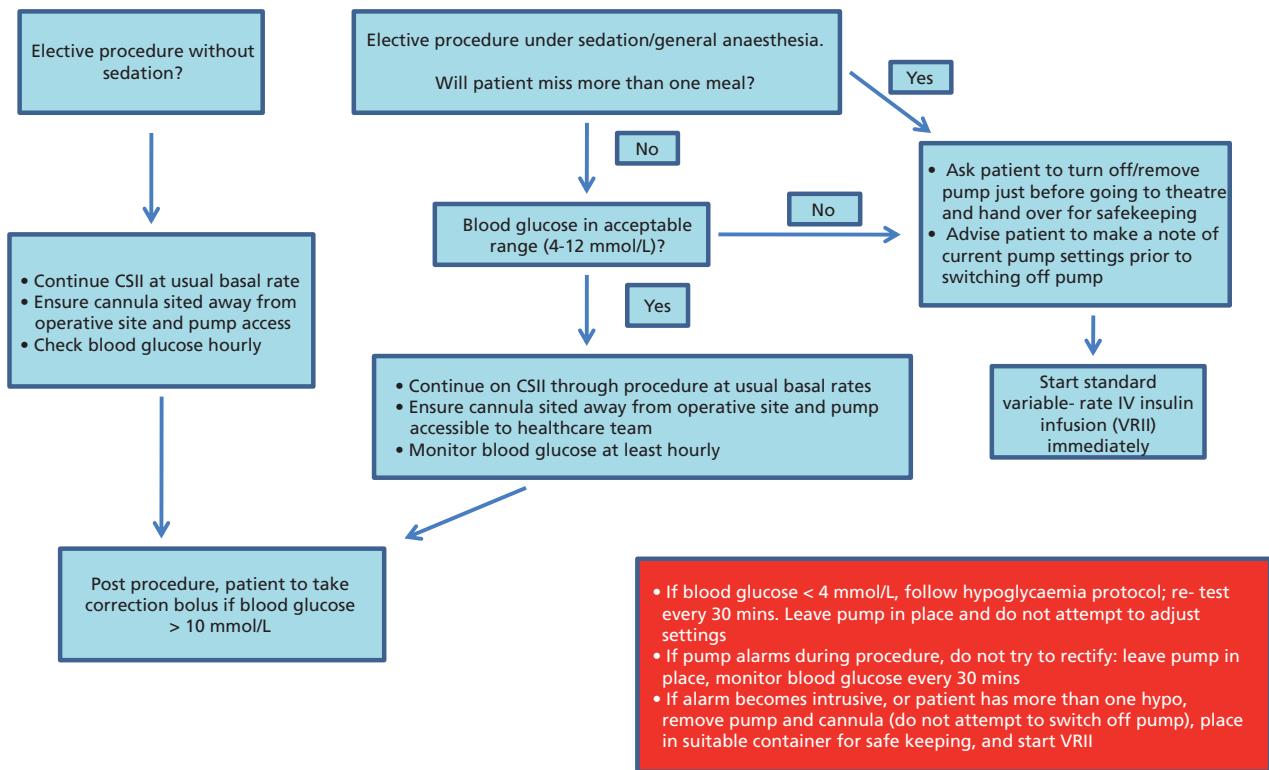 Elective procedure without
sedation?
Elective procedure under sedation/general anaesthesia.
Will patient miss more than one meal?
Yes
No
• Ask patient to turn off/remove
pump just before going to theatre
and hand over for safekeeping
• Advise patient to make a note of
current pump settings prior to
switching off pump
Blood glucose in acceptable
range (4-12 mmol/L)?
No
• Continue CSII at usual basal rate
• Ensure cannula sited away from
operative site and pump access
• Check blood glucose hourly
Yes
• Continue on CSII through procedure at usual basal rates
• Ensure cannula sited away from operative site and pump
accessible to healthcare team
• Monitor blood glucose at least hourly
Start standard
variable- rate IV insulin
infusion (VRII)
immediately
Post procedure, patient to take
correction bolus if blood glucose
> 10 mmol/L
• If blood glucose < 4 mmol/L, follow hypoglycaemia protocol; re- test
every 30 mins. Leave pump in place and do not attempt to adjust
settings
• If pump alarms during procedure, do not try to rectify: leave pump in
place, monitor blood glucose every 30 mins
• If alarm becomes intrusive, or patient has more than one hypo,
remove pump and cannula (do not attempt to switch off pump), place
in suitable container for safe keeping, and start VRII